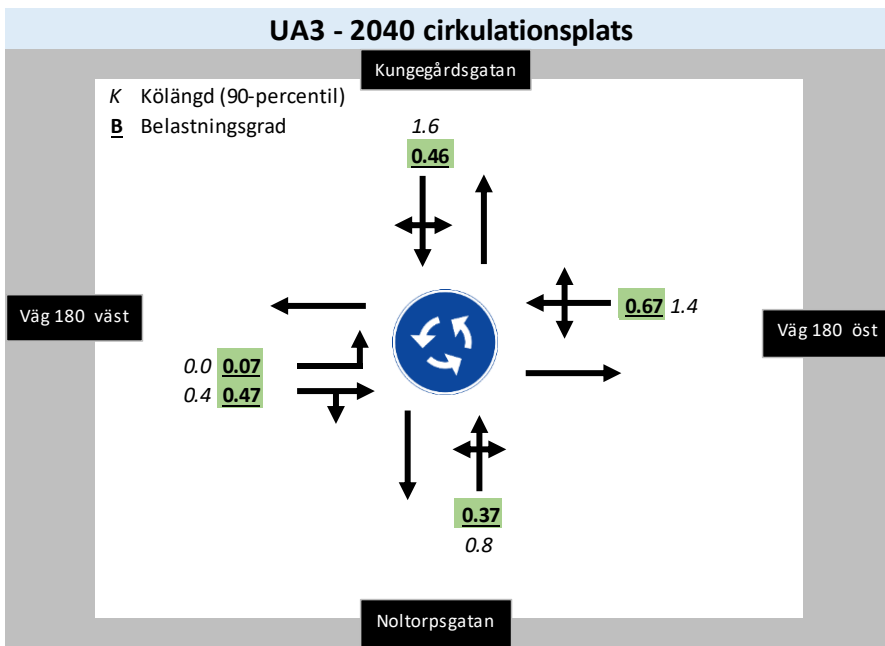 UA3 - 2040 cirkulationsplats
Kungegårdsgatan
K Kölängd (90-percentil)
B Belastningsgrad
1.6
0.46
Väg 180 väst
0.67 1.4
Väg 180 öst
0.0 0.07
0.4 0.47
0.37
0.8
Noltorpsgatan